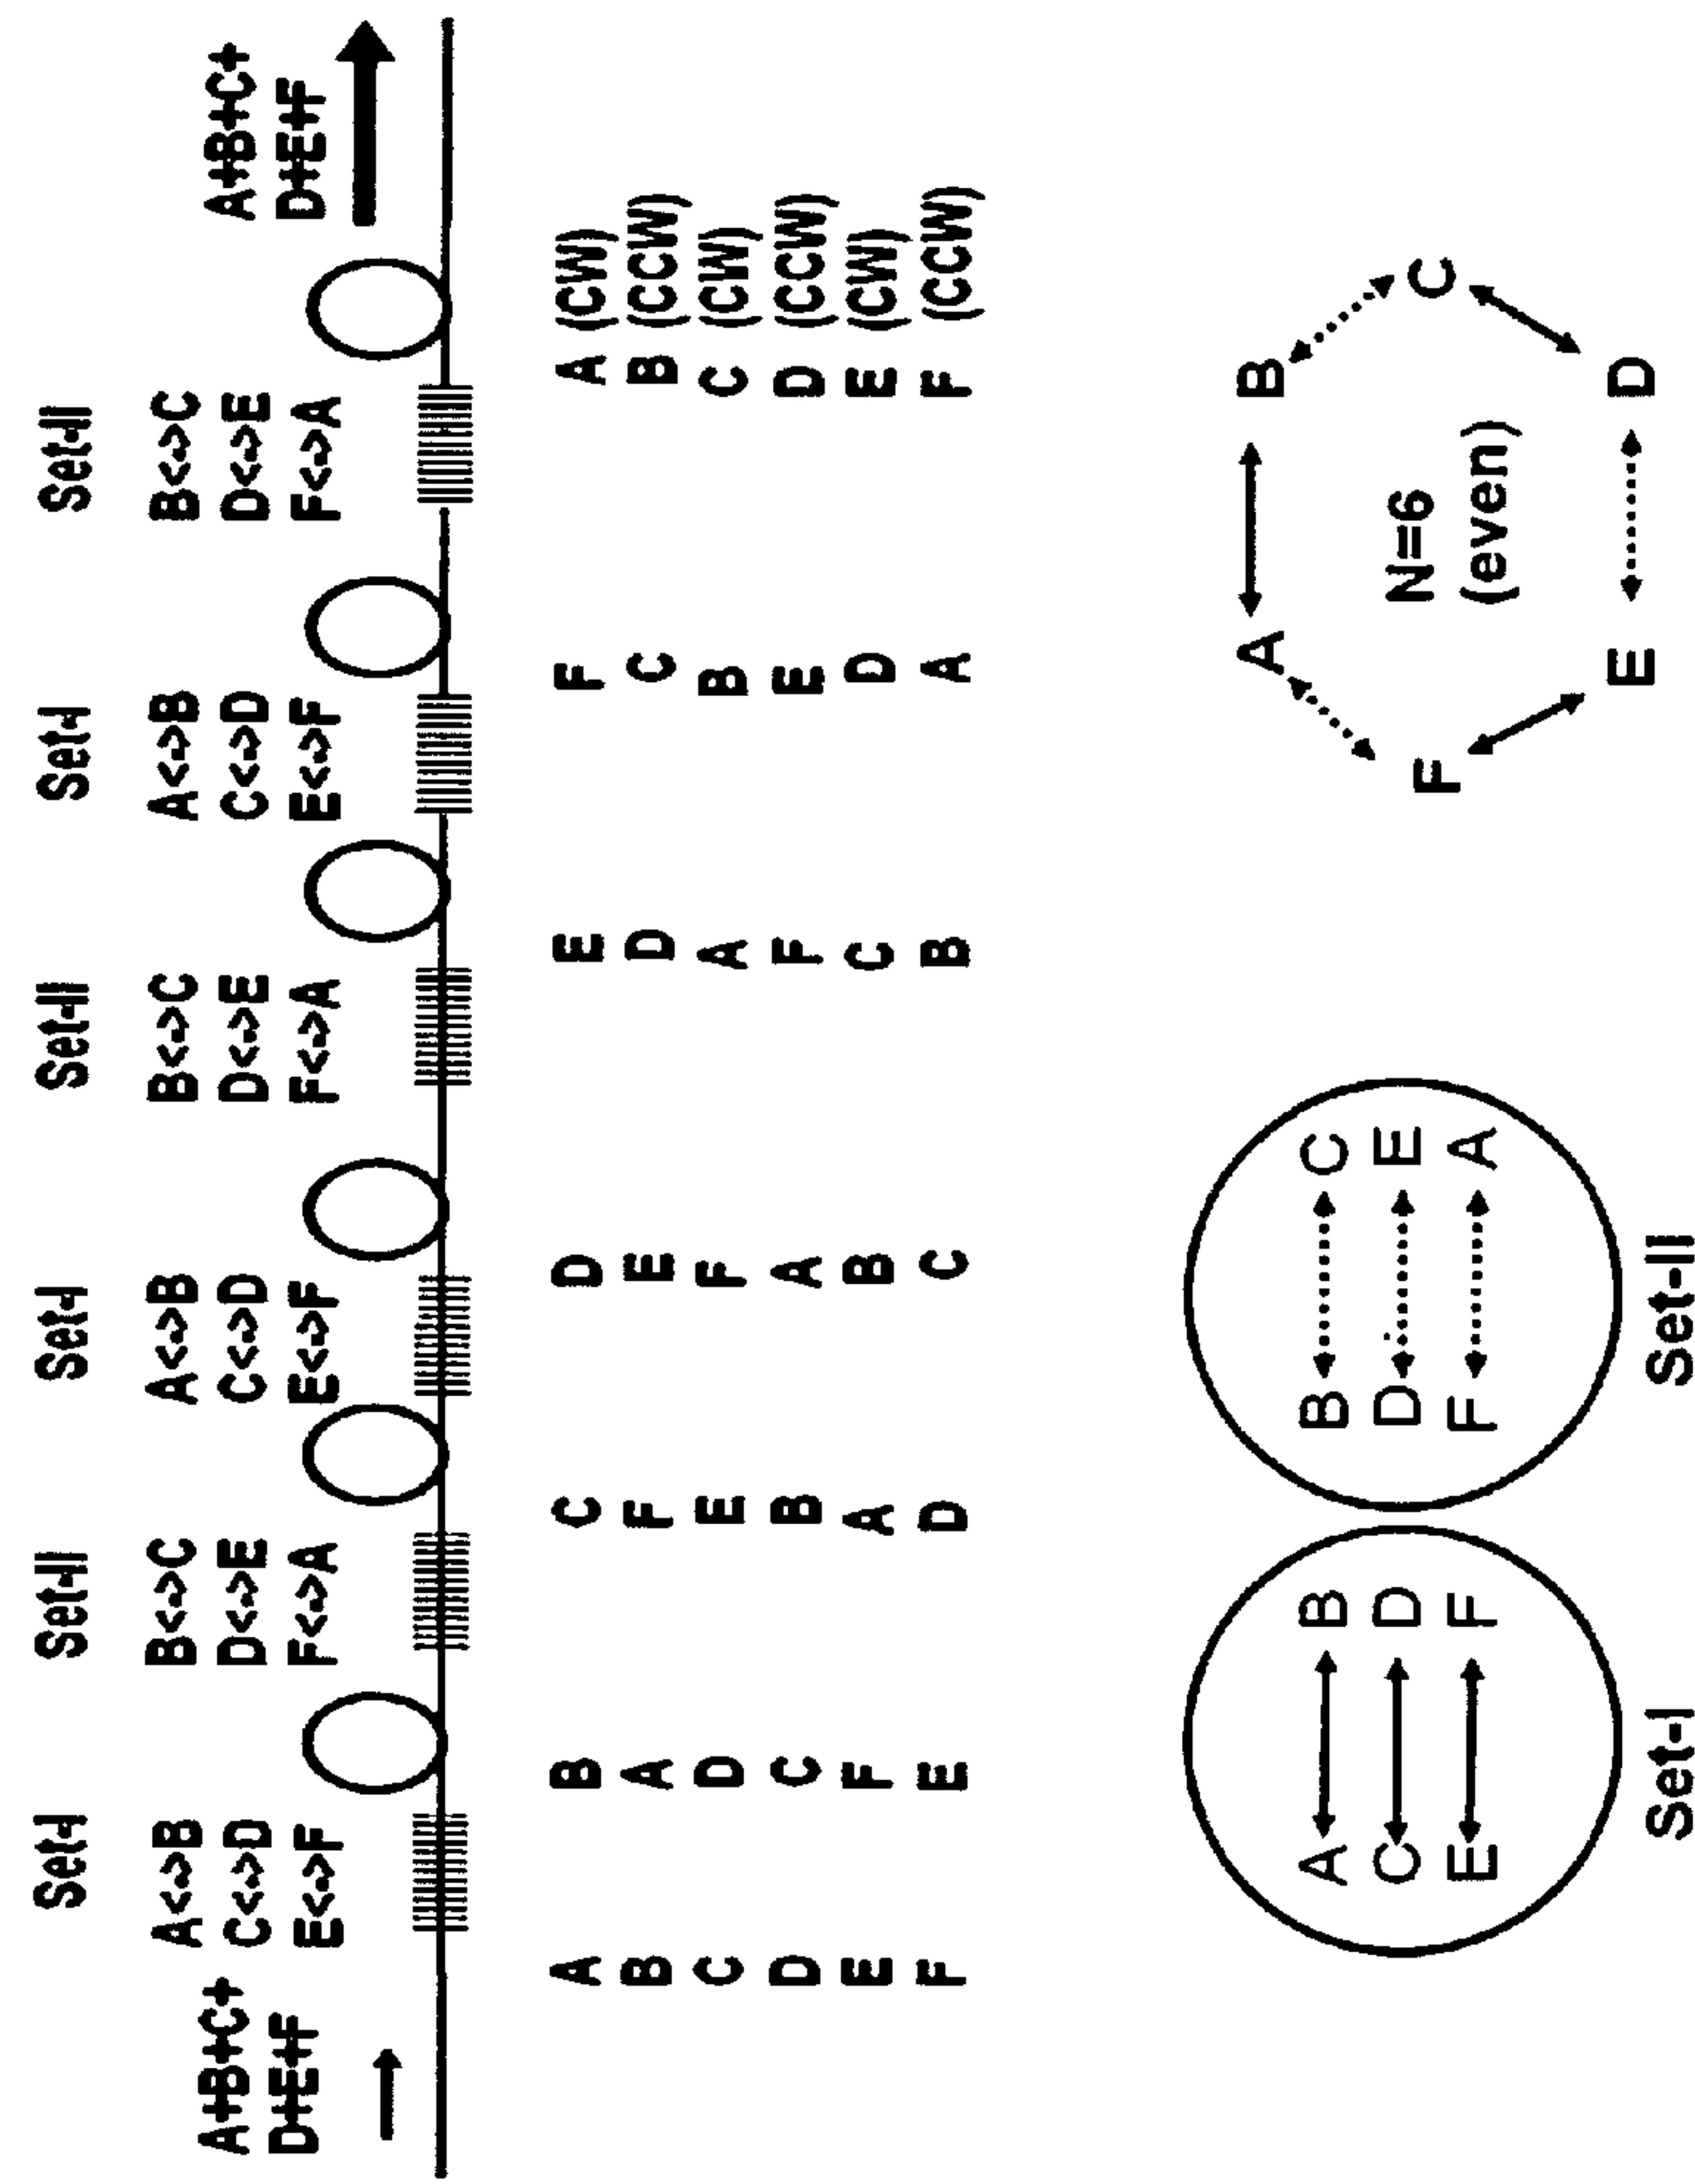 Set-I
Set-II
Set-I
Set-II
Set-I
Set-II
A+B+C+
D+E+F
A<->B
C<->D
E<->F
B<->C
D<->E
F<->A
A<->B
C<->D
E<->F
B<->C
D<->E
F<->A
A<->B
C<->D
E<->F
B<->C
D<->E
F<->A
A+B+C+
D+E+F
A B C D E F A (CW)
B A F E D C B (CCW)
C D E F A B C (CW)
D C B A F E D (CCW)
E F A B C D E (CW)
F E D C B A F (CCW)
A B
C D
E F
Set-I
B C
D E
F A
Set-II
A B
F N=6 C
(even)
E D